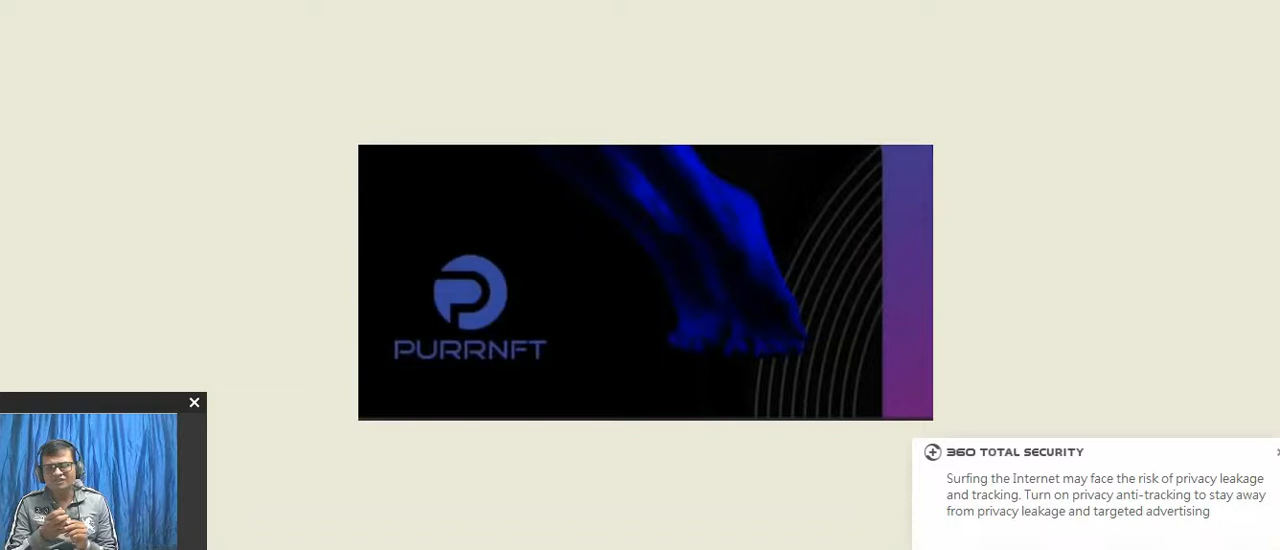 PURRNFT
360 TOTAL SECURITY
Surfing the Internet may face the risk of privacy leakage
and tracking. Turn on privacy anti-tracking to stay away
from privacy leakage and targeted advertising